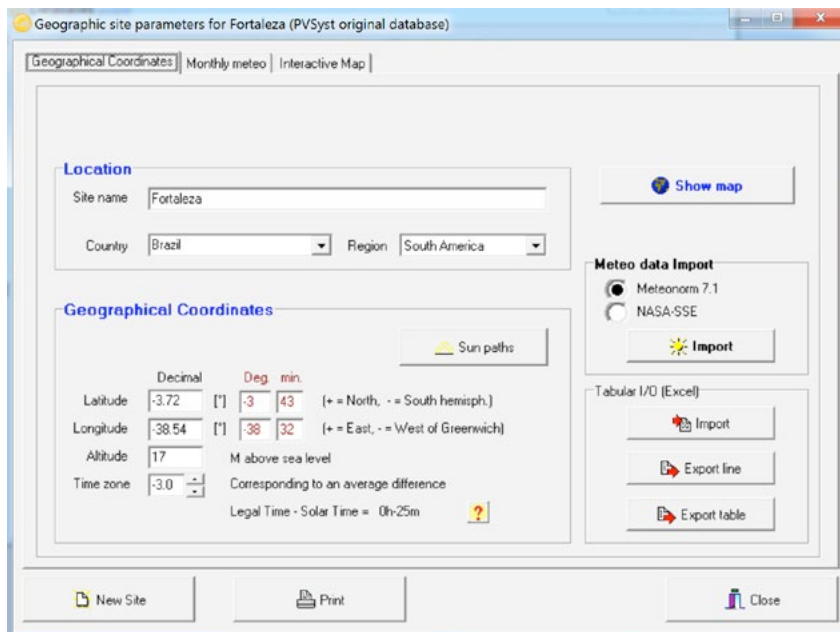 Geographic site parameters for Fortaleza (PVSyst original database)
Geographical Coordinates Monthly meteo Interactive Map
Location
Site name Fortaleza
Country Brazil Region South America
Show map
Meteo data Import
Meteonorm 7.1
NASA-SSE
Import
Geographical Coordinates
Sun paths
Decimal Deg. min.
Latitude -3.72 [°] -3 43 (+ = North, - = South hemisph.)
Longitude -38.54 [°] -38 32 (+ = East, - = West of Greenwich)
Altitude 17 M above sea level
Time zone -3.0 Corresponding to an average difference
Legal Time - Solar Time = 0h-25m ?
Tabular I/O (Excel)
Import
Export line
Export table
New Site Print Close